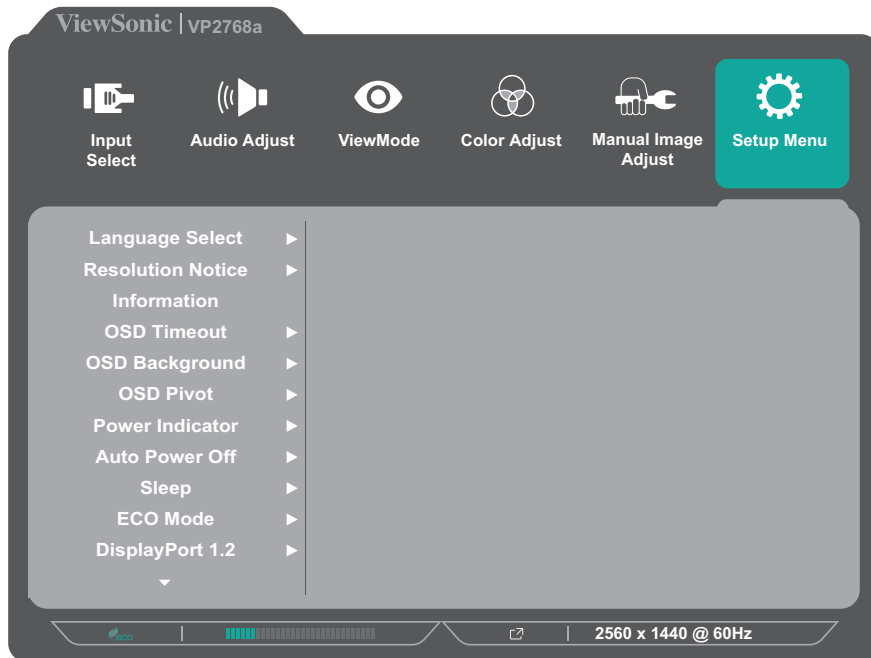 ViewSonic | VP2768a
Input
Select
Audio Adjust
ViewMode
Color Adjust
Manual Image
Adjust
Setup Menu
Language Select
Resolution Notice
Information
OSD Timeout
OSD Background
OSD Pivot
Power Indicator
Auto Power Off
Sleep
ECO Mode
DisplayPort 1.2
eco
2560 x 1440 @ 60Hz